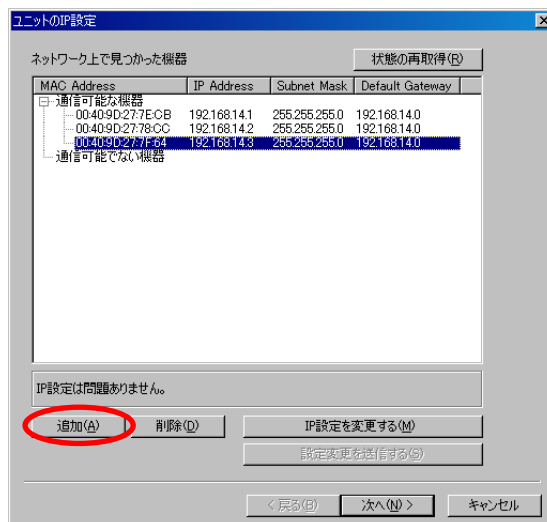 ユニットのIP設定
ネットワーク上で見つかった機器
状態の再取得(R)
MAC Address IP Address Subnet Mask Default Gateway
通信可能な機器
00:40:9D:27:7E:CB 192.168.14.1 255.255.255.0 192.168.14.0
00:40:9D:27:78:CC 192.168.14.2 255.255.255.0 192.168.14.0
00:40:9D:27:7F:64 192.168.14.3 255.255.255.0 192.168.14.0
通信可能でない機器
IP設定は問題ありません。
追加(A) 削除(D) IP設定を変更する(M)
設定変更を送信する(S)
< 戻る(B) 次へ(N) > キャンセル